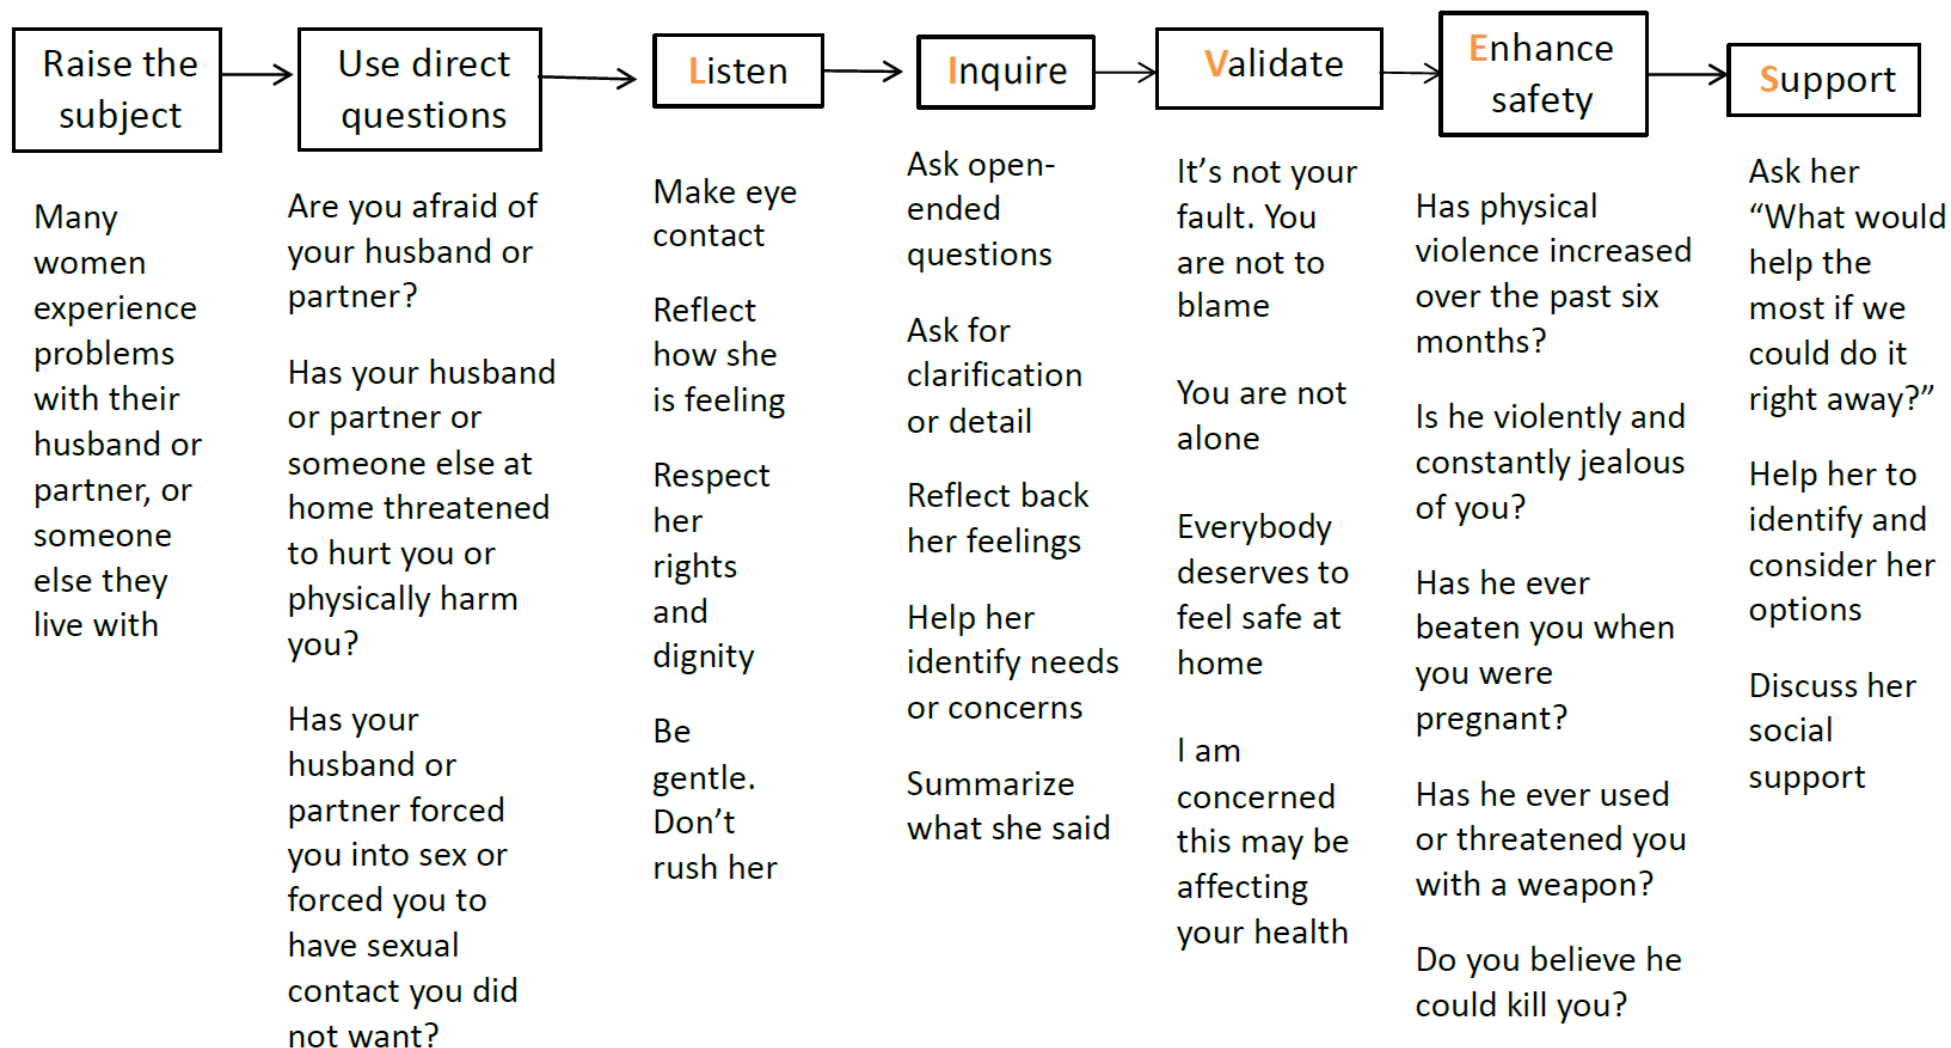 Raise the
subject
Use direct
questions
Listen
Inquire
Validate
Enhance
safety
Support
Many
women
experience
problems
with their
husband or
partner, or
someone
else they
live with
Are you afraid of
your husband or
partner?
Has your husband
or partner or
someone else at
home threatened
to hurt you or
physically harm
you?
Has your
husband or
partner forced
you into sex or
forced you to
have sexual
contact you did
not want?
Make eye
contact
Reflect
how she
is feeling
Respect
her
rights
and
dignity
Be
gentle.
Don’t
rush her
Ask open-
ended
questions
Ask for
clarification
or detail
Reflect back
her feelings
Help her
identify needs
or concerns
Summarize
what she said
It’s not your
fault. You
are not to
blame
You are not
alone
Everybody
deserves to
feel safe at
home
I am
concerned
this may be
affecting
your health
Has physical
violence increased
over the past six
months?
Is he violently and
constantly jealous
of you?
Has he ever
beaten you when
you were
pregnant?
Has he ever used
or threatened you
with a weapon?
Do you believe he
could kill you?
Ask her
“What would
help the
most if we
could do it
right away?”
Help her to
identify and
consider her
options
Discuss her
social
support